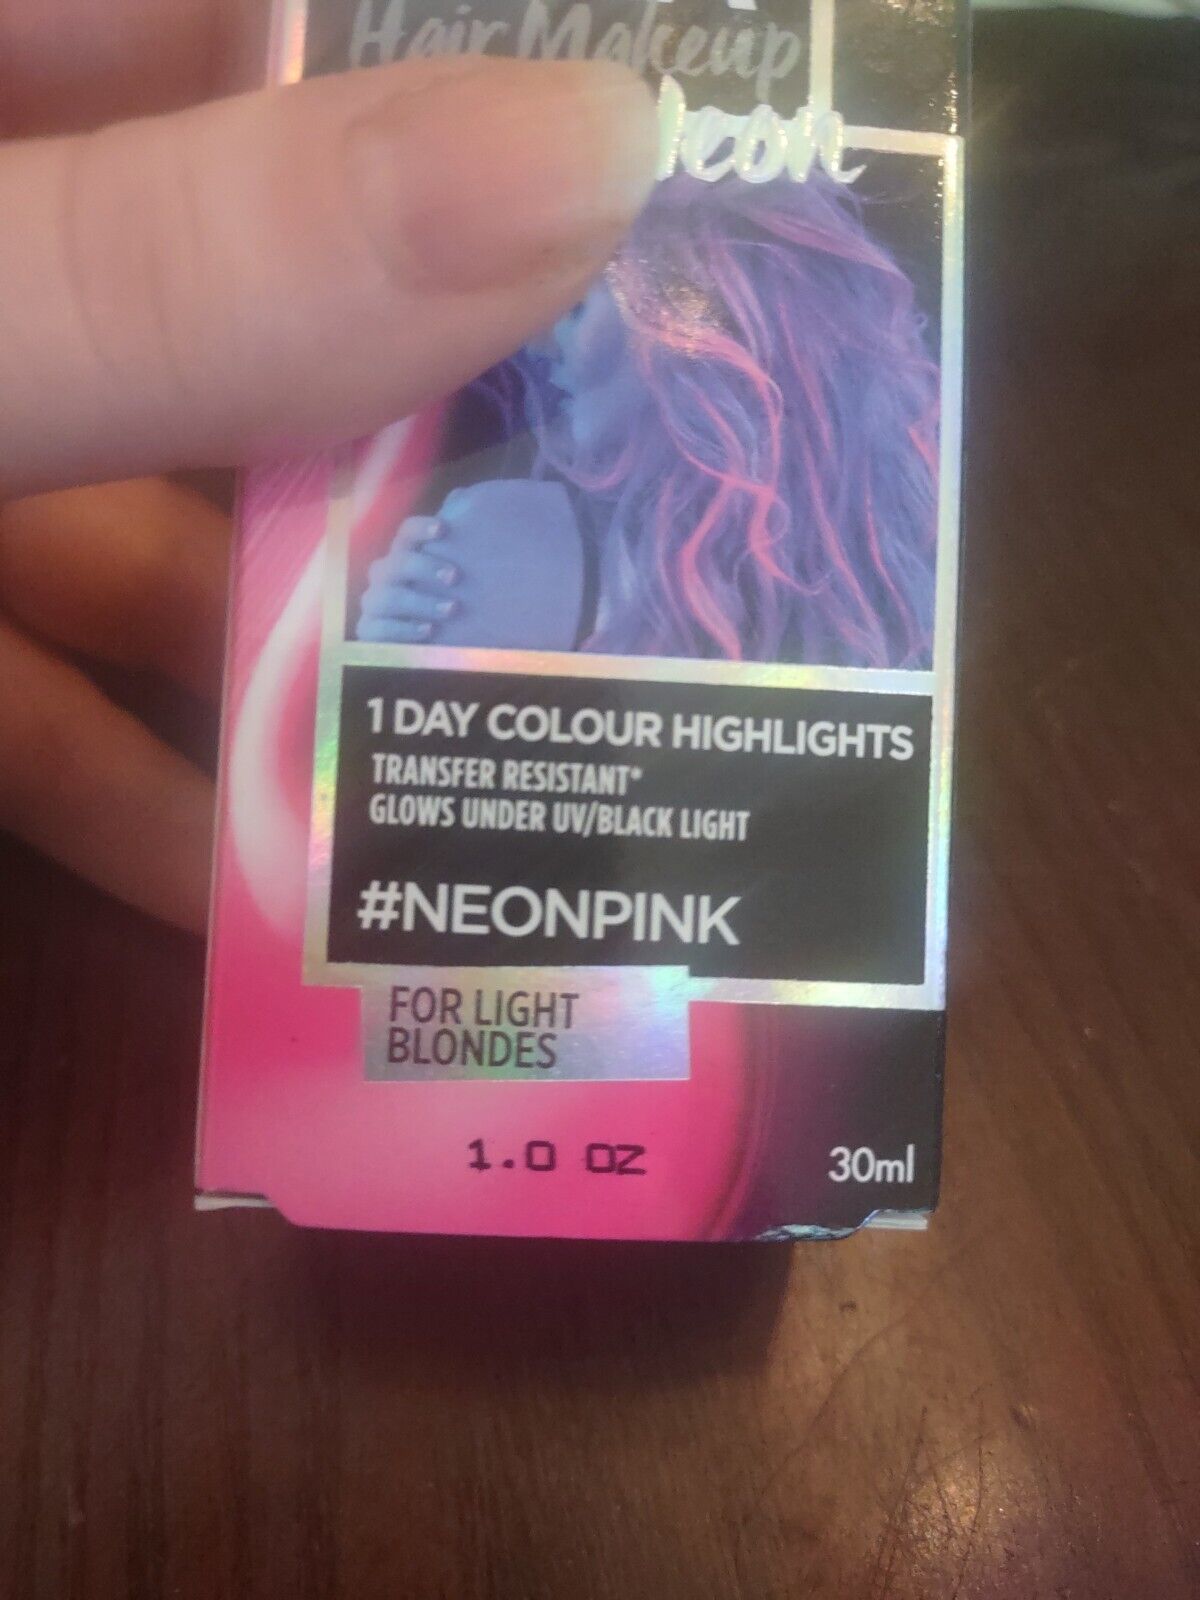 Hair Makeup
1 DAY COLOUR HIGHLIGHTS
TRANSFER RESISTANT*
GLOWS UNDER UV/BLACK LIGHT
#NEONPINK
FOR LIGHT
BLONDES
1.0 OZ
30ml